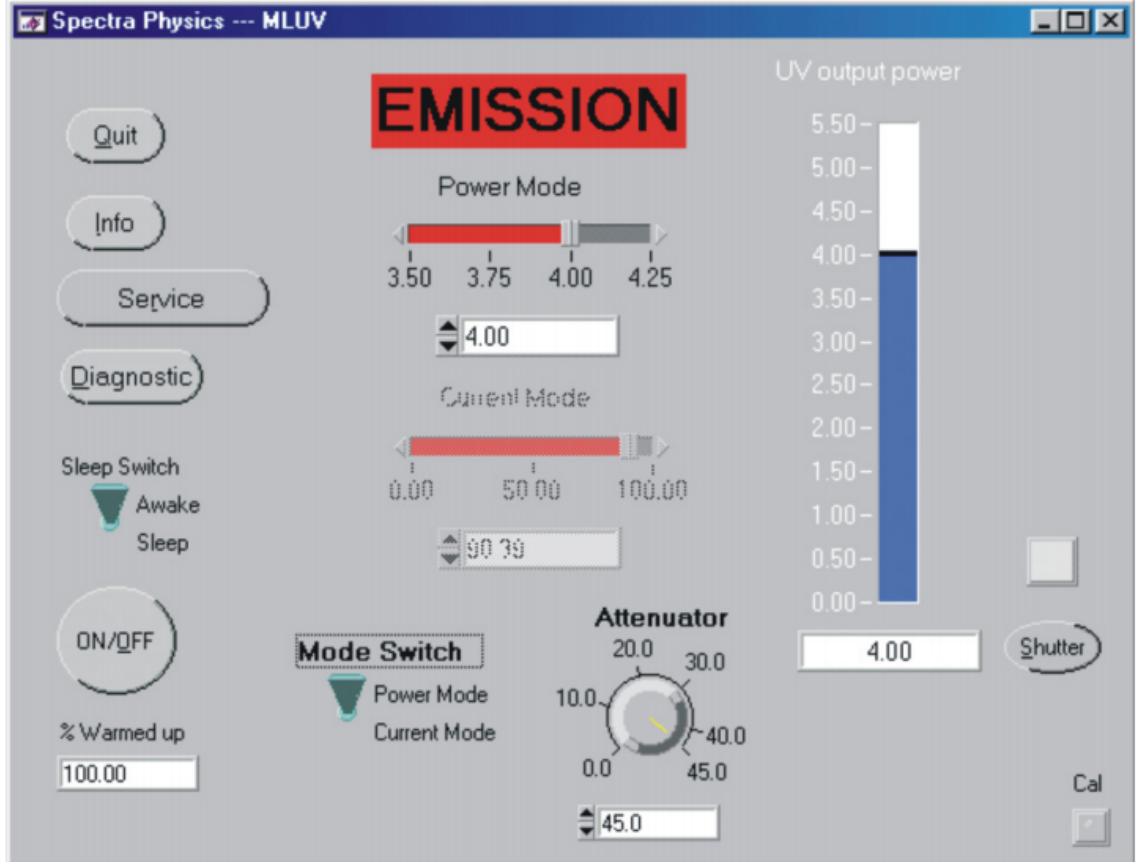 Spectra Physics --- MLUV
EMISSION
UV output power
Quit
Info
Service
Diagnostic
Power Mode
3.50 3.75 4.00 4.25
4.00
Current Mode
0.00 50.00 100.00
90.39
Sleep Switch
Awake
Sleep
ON/OFF
% Warmed up
100.00
Mode Switch
Power Mode
Current Mode
Attenuator
20.0
30.0
10.0
40.0
0.0
45.0
45.0
5.50
5.00
4.50
4.00
3.50
3.00
2.50
2.00
1.50
1.00
0.50
0.00
4.00
Shutter
Cal